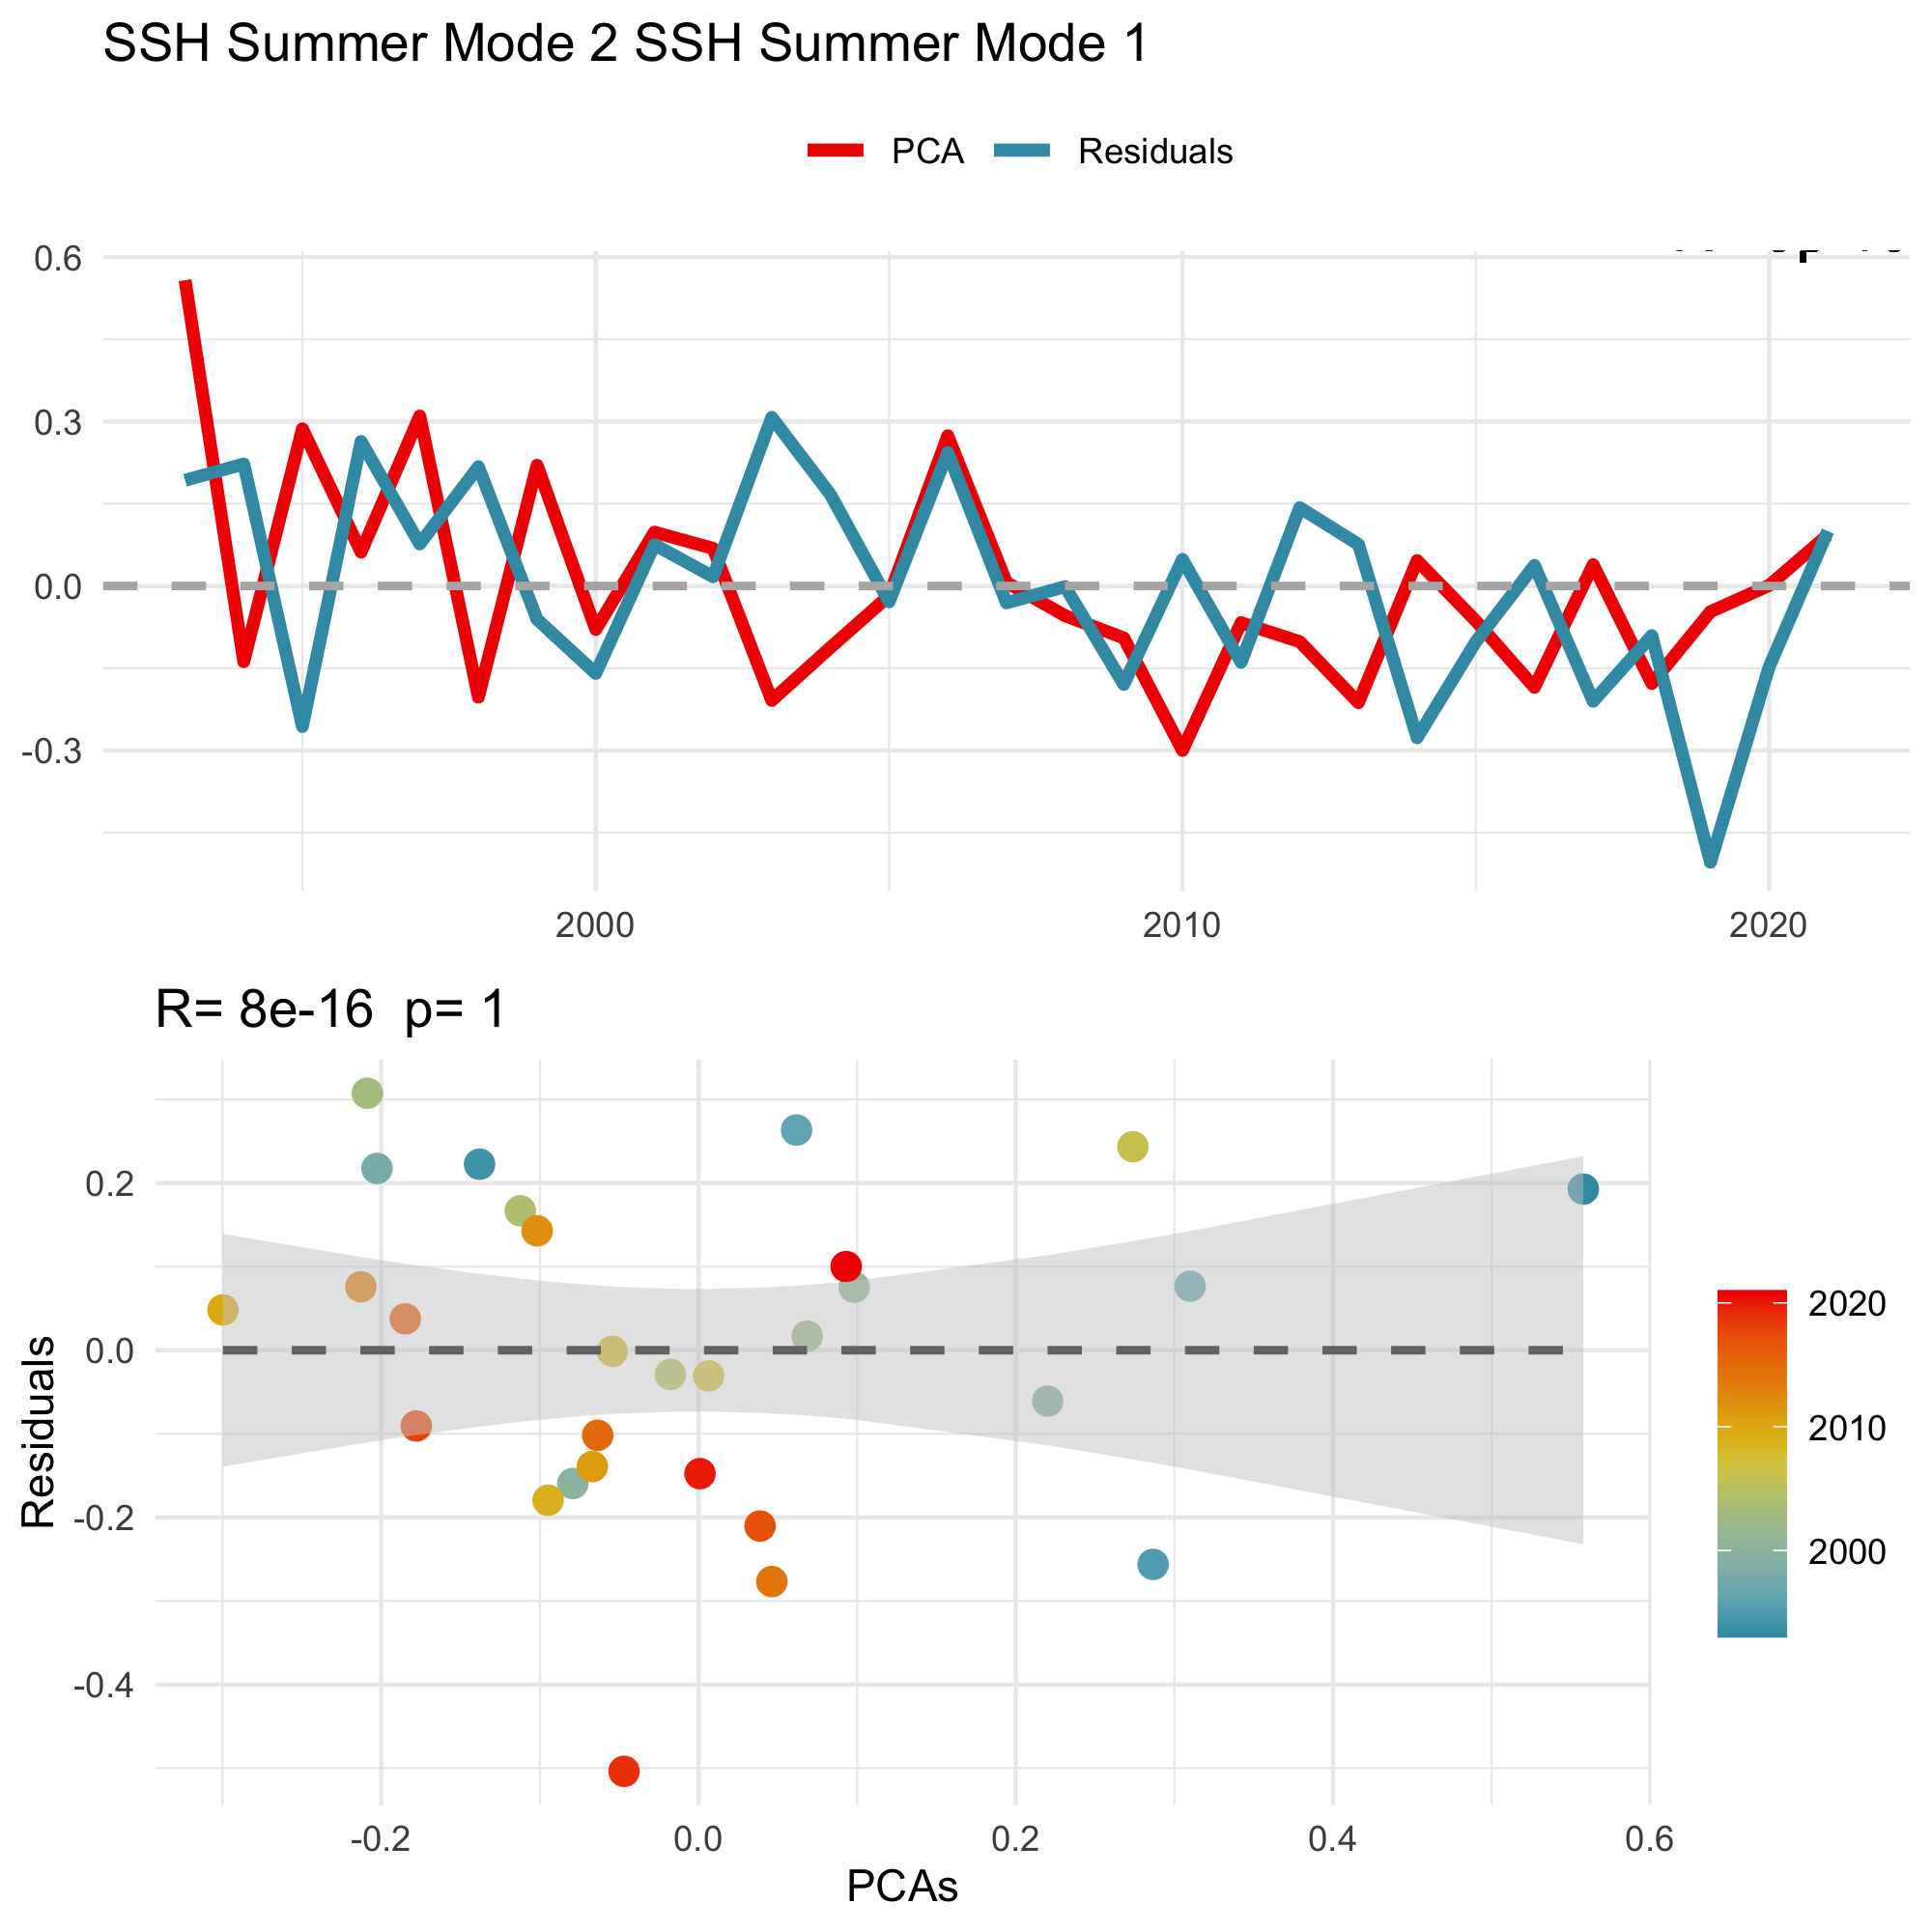 SSH Summer Mode 2 SSH Summer Mode 1
PCA Residuals
0.6
0.3
0.0
-0.3
2000 2010 2020
R= 8e-16 p= 1
Residuals
0.2
0.0
-0.2
-0.4
-0.2 0.0 0.2 0.4 0.6
PCAs
2020
2010
2000